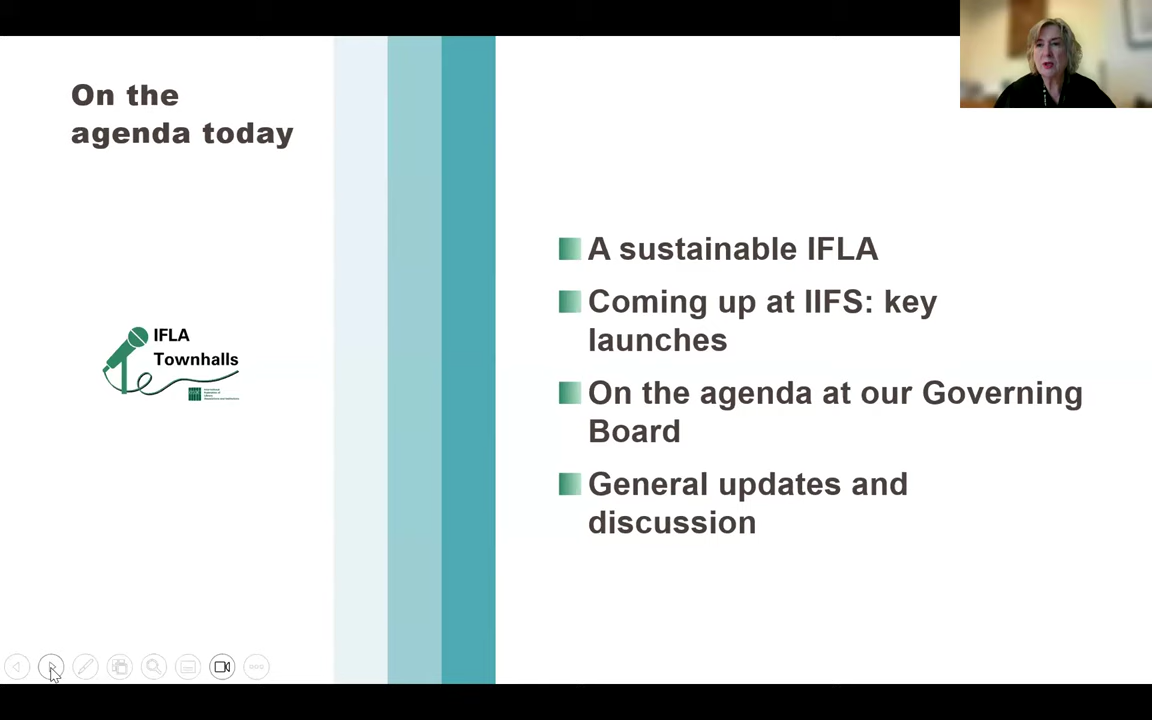 On the
agenda today
IFLA
Townhalls
A sustainable IFLA
Coming up at IIFS: key
launches
On the agenda at our Governing
Board
General updates and
discussion